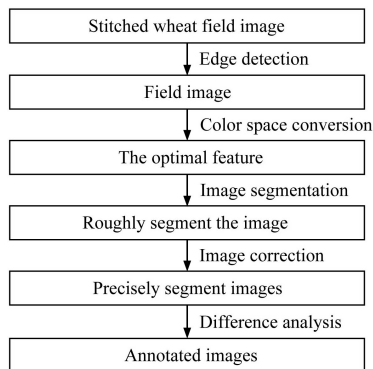 Stitched wheat field image
Edge detection
Field image
Color space conversion
The optimal feature
Image segmentation
Roughly segment the image
Image correction
Precisely segment images
Difference analysis
Annotated images